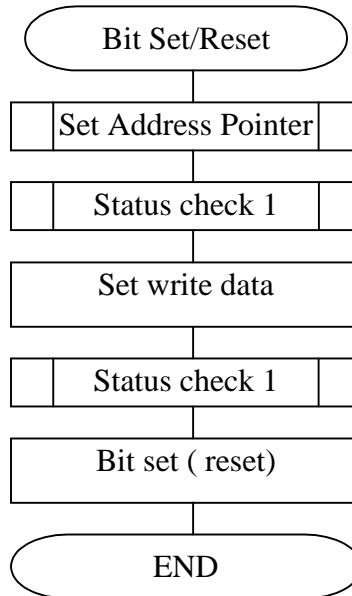 Bit Set/Reset
Set Address Pointer
Status check 1
Set write data
Status check 1
Bit set ( reset)
END